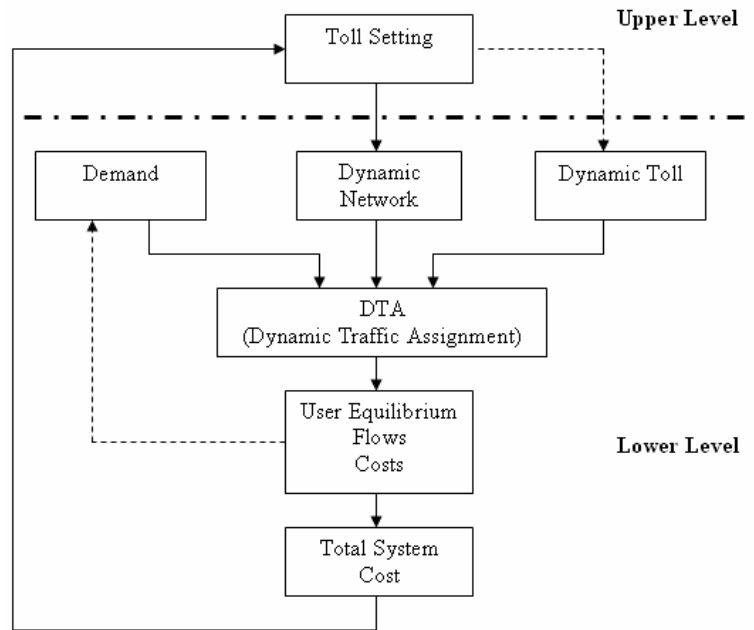 Upper Level
Toll Setting
Demand
Dynamic
Network
Dynamic Toll
DTA
(Dynamic Traffic Assignment)
User Equilibrium
Flows
Costs
Lower Level
Total System
Cost